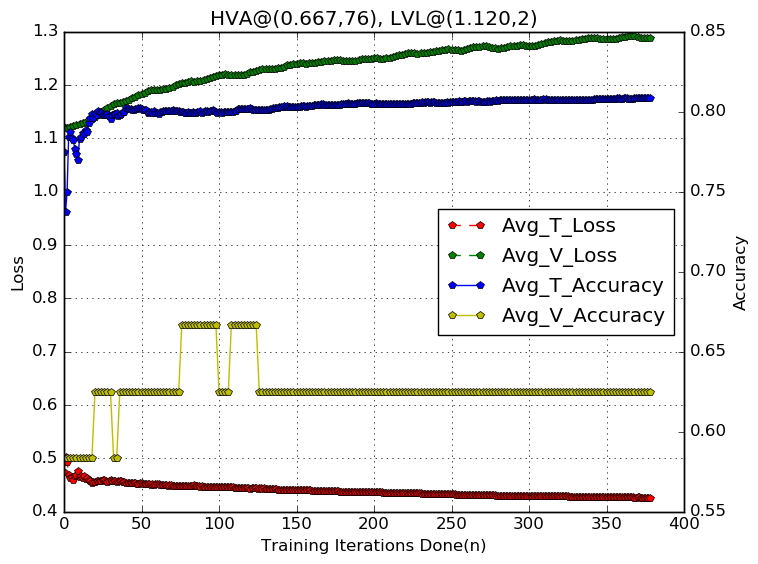 HVA@(0.667,76), LVL@(1.120,2)
1.3
1.2
1.1
1.0
0.9
0.8
0.7
0.6
0.5
0.4
Loss
0.85
0.80
0.75
0.70
0.65
0.60
0.55
Accuracy
Avg_T_Loss
Avg_V_Loss
Avg_T_Accuracy
Avg_V_Accuracy
0 50 100 150 200 250 300 350 400
Training Iterations Done(n)